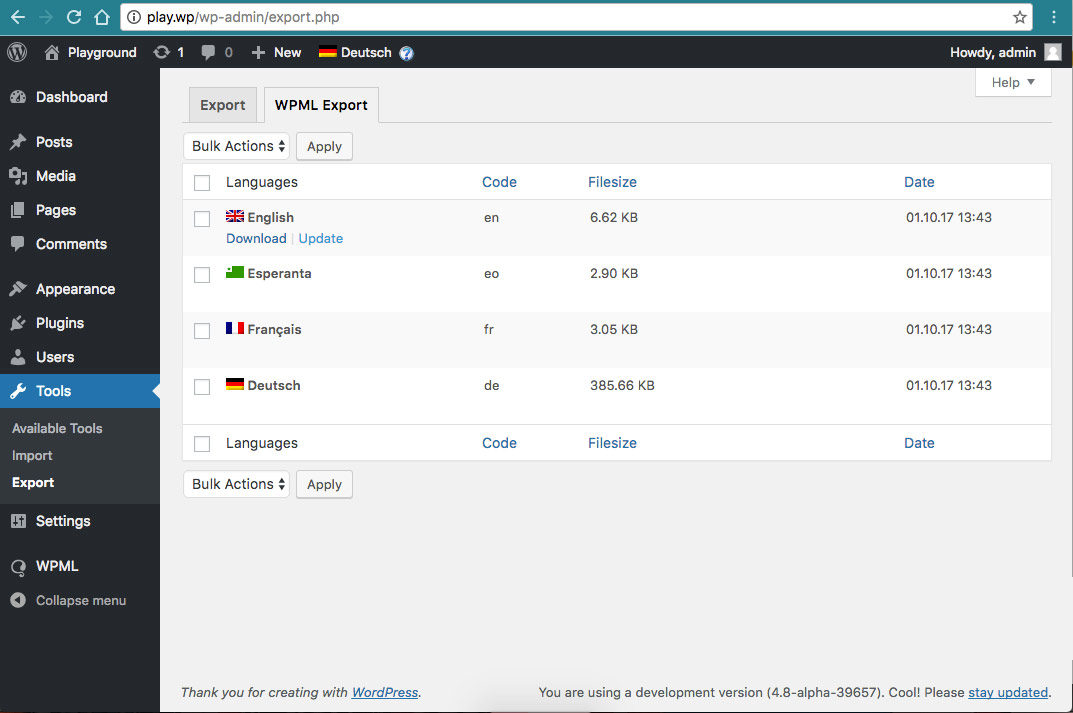 play.wp/wp-admin/export.php
Playground 1 0 New Deutsch ? Howdy, admin
Help
Dashboard
Posts
Media
Pages
Comments
Appearance
Plugins
Users
Tools
Available Tools
Import
Export
Settings
WPML
Collapse menu
Export WPML Export
Bulk Actions Apply
Languages Code Filesize Date
English en 6.62 KB 01.10.17 13:43
Download | Update
Esperanta eo 2.90 KB 01.10.17 13:43
Français fr 3.05 KB 01.10.17 13:43
Deutsch de 385.66 KB 01.10.17 13:43
Languages Code Filesize Date
Bulk Actions Apply
Thank you for creating with WordPress. You are using a development version (4.8-alpha-39657). Cool! Please stay updated.